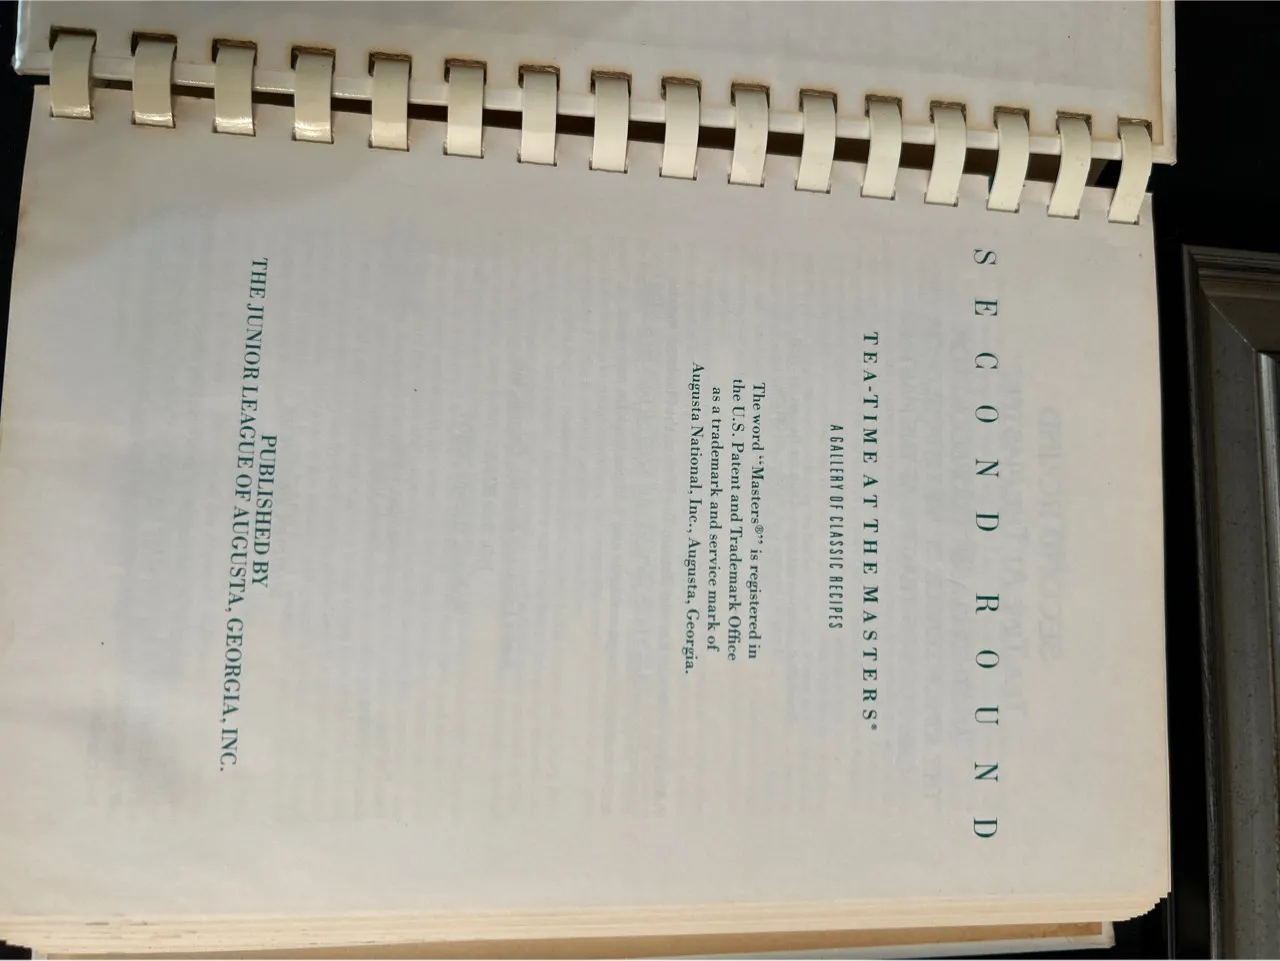 SECOND ROUND
TEA-TIME AT THE MASTERS®
A GALLERY OF CLASSIC RECIPES
The word "Masters®" is registered in
the U.S. Patent and Trademark Office
as a trademark and service mark of
Augusta National, Inc., Augusta, Georgia.
PUBLISHED BY
THE JUNIOR LEAGUE OF AUGUSTA, GEORGIA, INC.